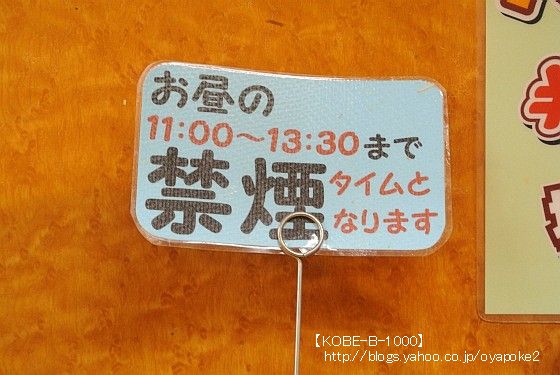 お昼の
11:00～13:30まで
禁煙タイムと
なります
【KOBE-B-1000】
http://blogs.yahoo.co.jp/oyapoke2